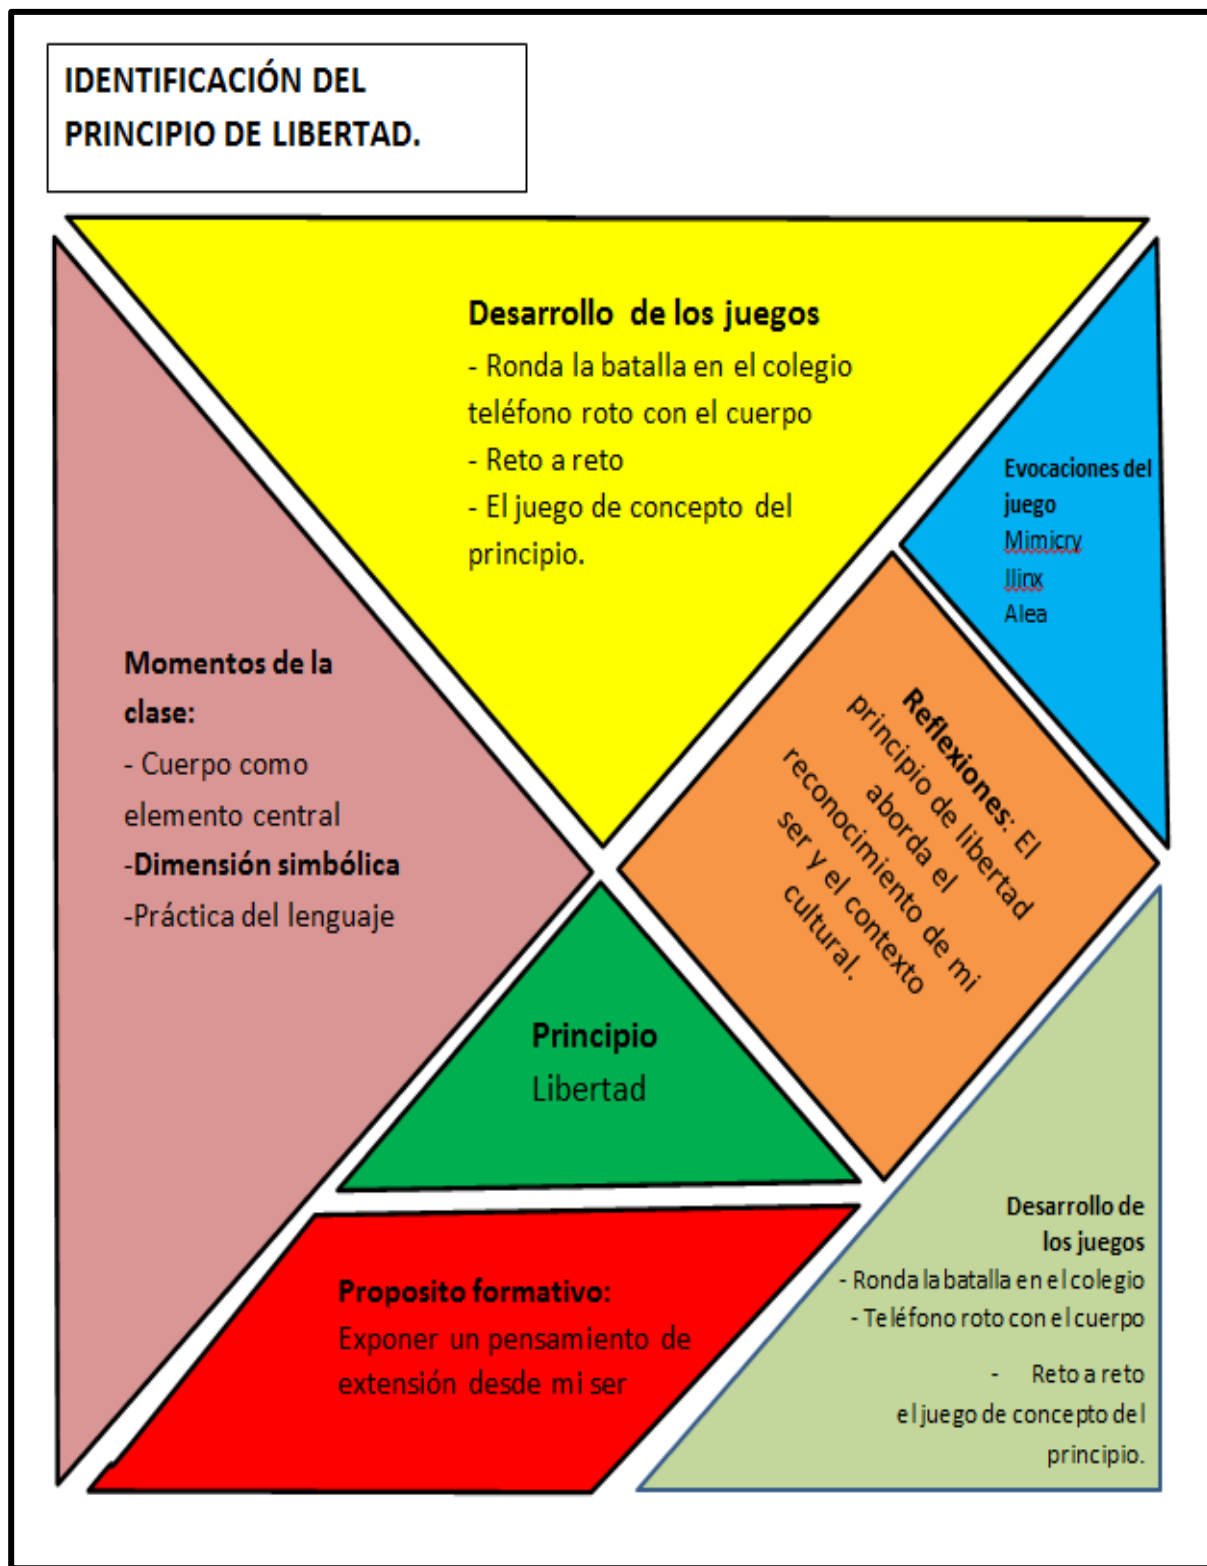 IDENTIFICACIÓN DEL
PRINCIPIO DE LIBERTAD.
Desarrollo de los juegos
- Ronda la batalla en el colegio
teléfono roto con el cuerpo
- Reto a reto
- El juego de concepto del
principio.
Evocaciones del
juego
Mimicry
Ilinx
Alea
Momentos de la
clase:
- Cuerpo como
elemento central
-Dimensión simbólica
-Práctica del lenguaje
Reflexiones: El
principio de libertad
aborda el
reconocimiento de mi
ser y el contexto
cultural.
Principio
Libertad
Proposito formativo:
Exponer un pensamiento de
extensión desde mi ser
Desarrollo de
los juegos
- Ronda la batalla en el colegio
- Teléfono roto con el cuerpo
- Reto a reto
el juego de concepto del
principio.